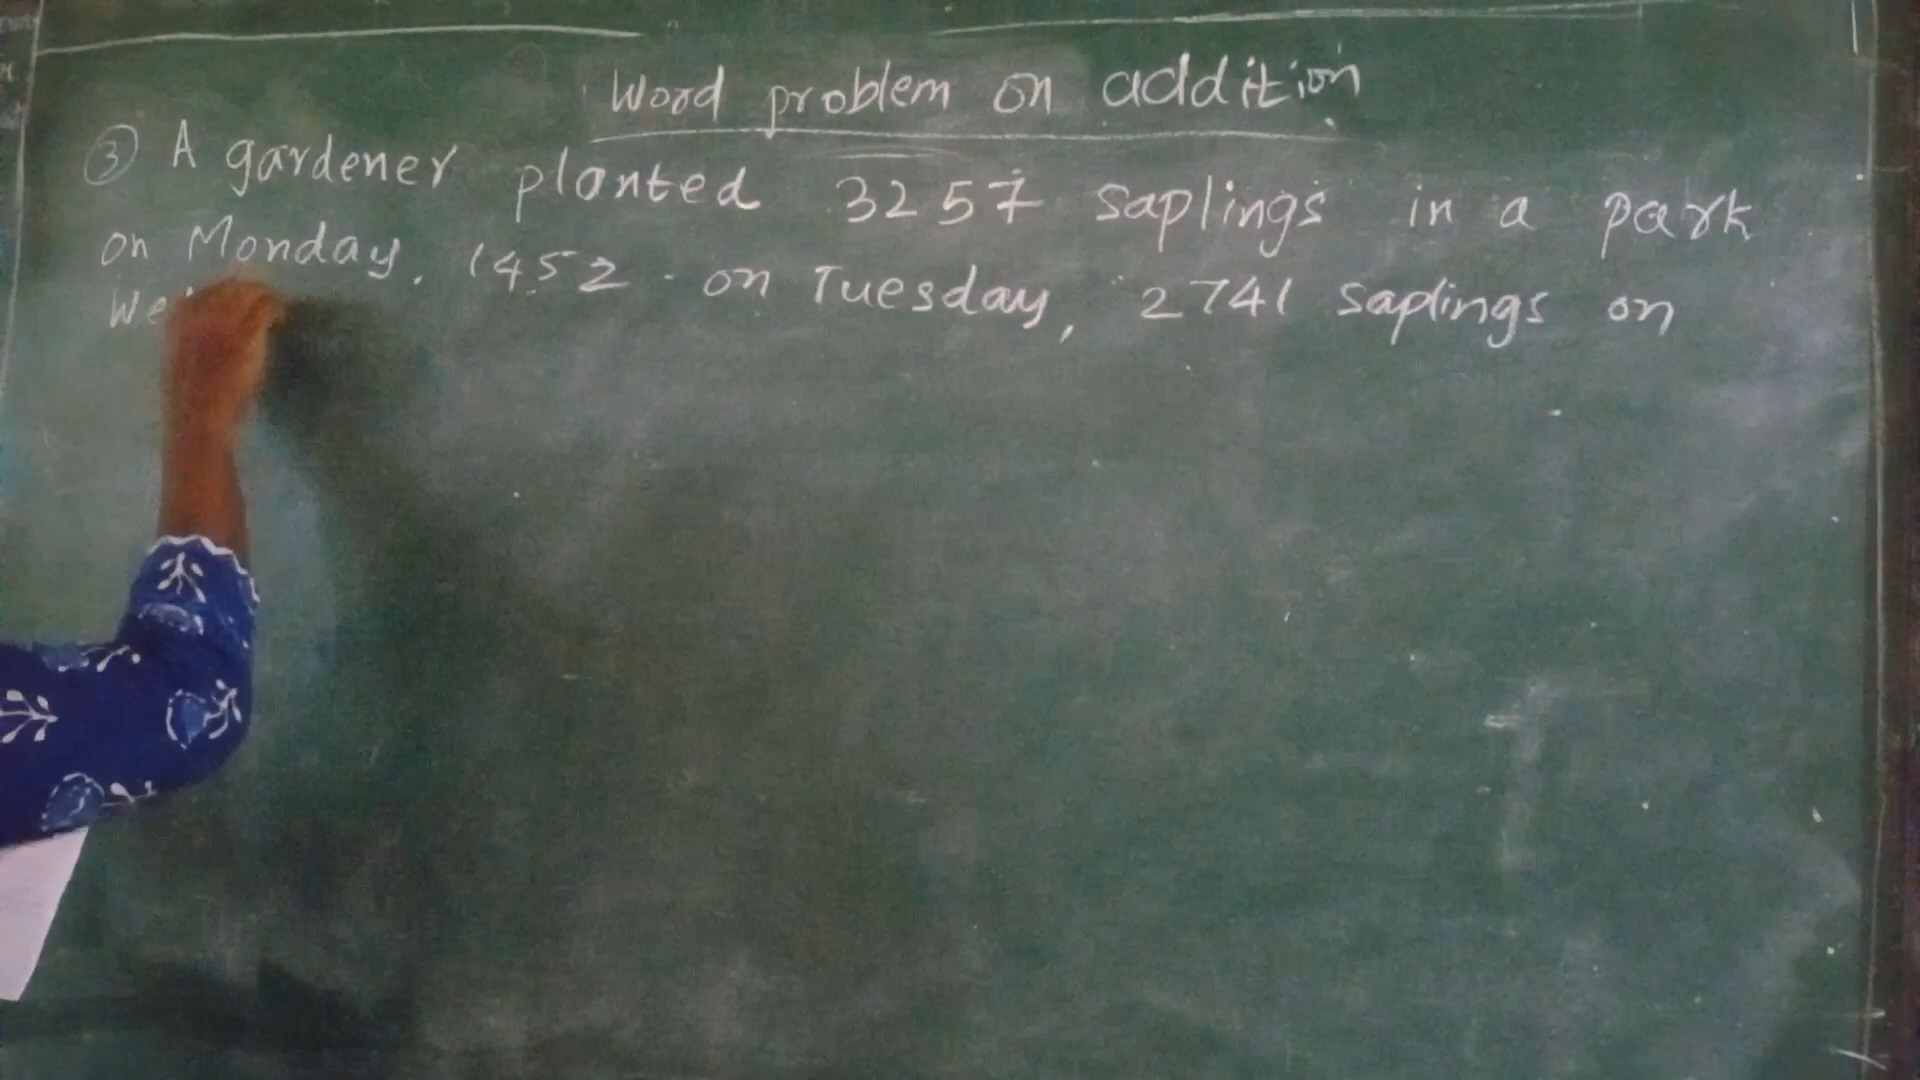 Word problem on addition
③ A gardener planted 3257 saplings in a park
on Monday. 1452 on Tuesday, 2741 saplings on
We